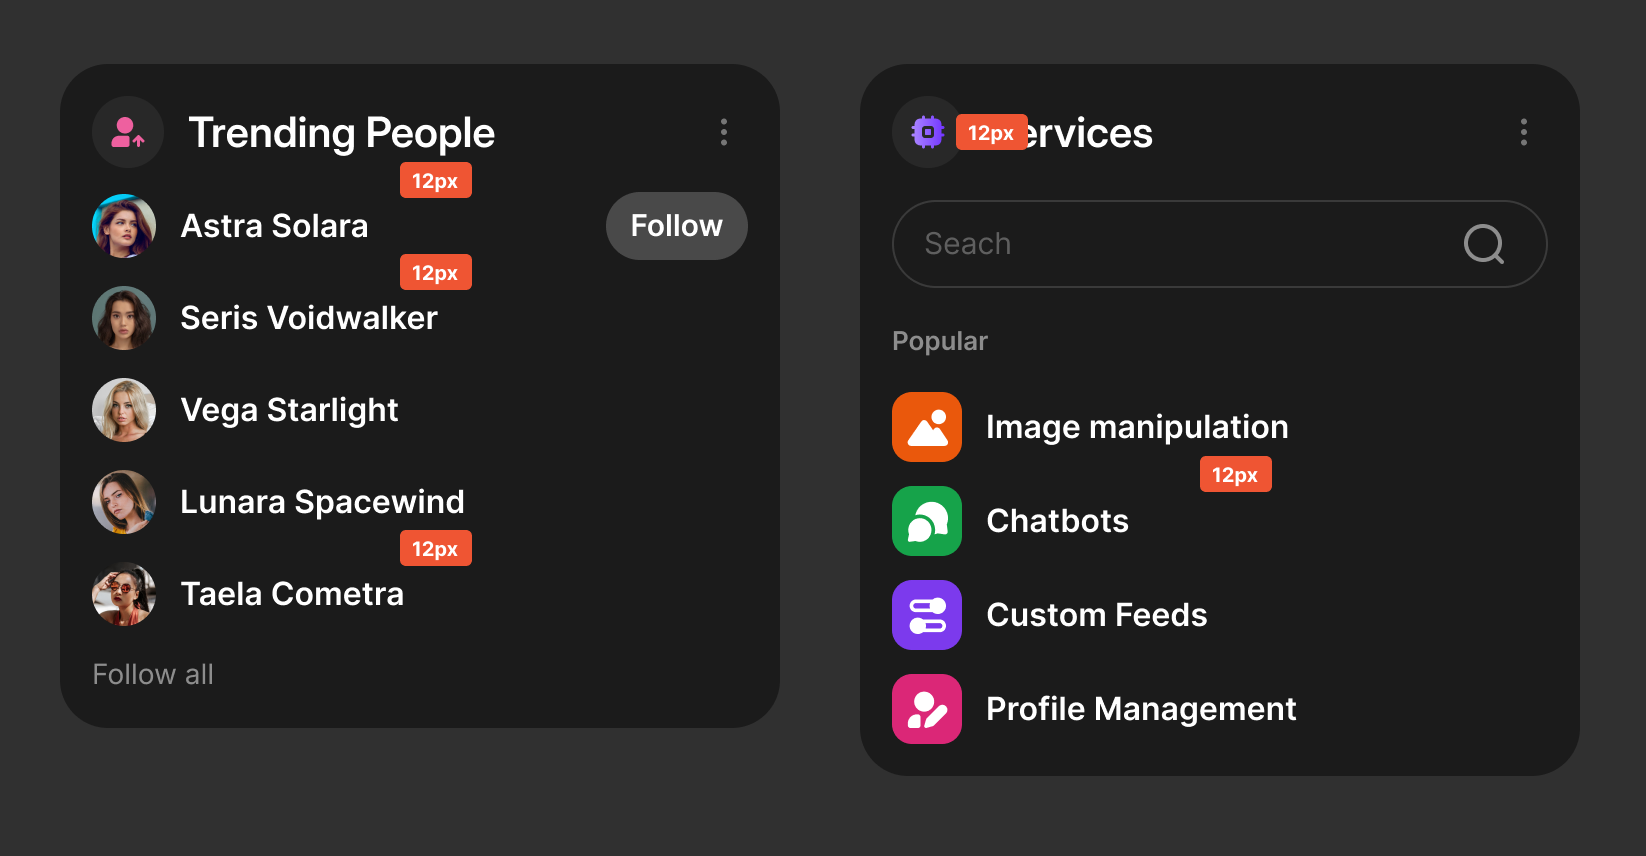 Trending People
12px
Astra Solara
Follow
12px
Seris Voidwalker
Vega Starlight
Lunara Spacewind
12px
Taela Cometra
Follow all
12px
ervices
Seach
Popular
Image manipulation
12px
Chatbots
Custom Feeds
Profile Management